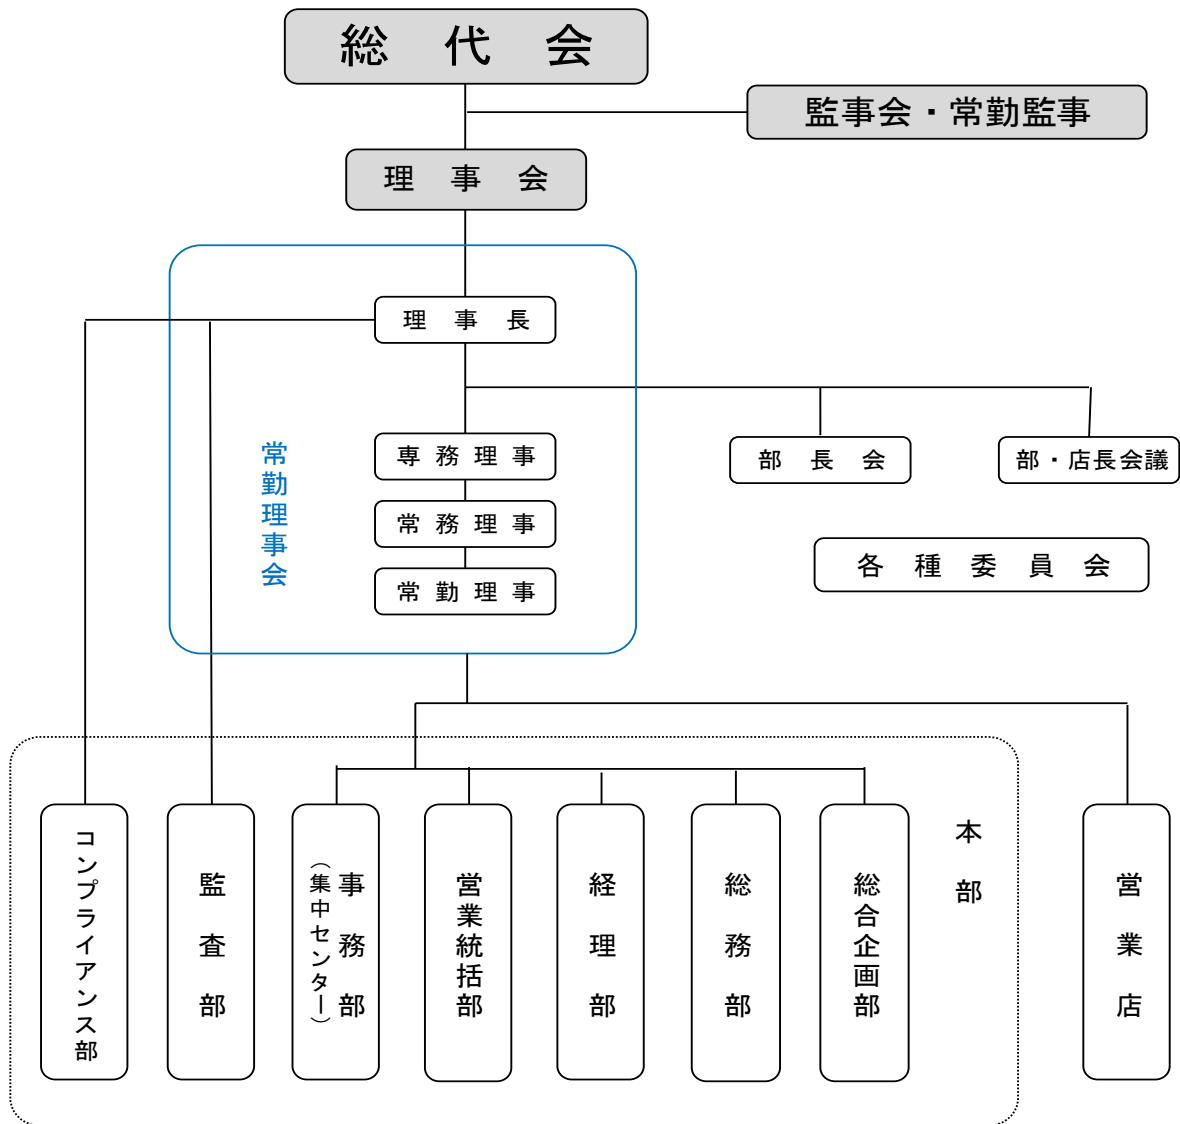 総代会
監事会・常勤監事
理事会
理事長
専務理事
常務理事
常勤理事
常勤理事会
部長会
部・店長会議
各種委員会
コンプライアンス部
監査部
事務部
（集中センター）
営業統括部
経理部
総務部
総合企画部
本部
営業店